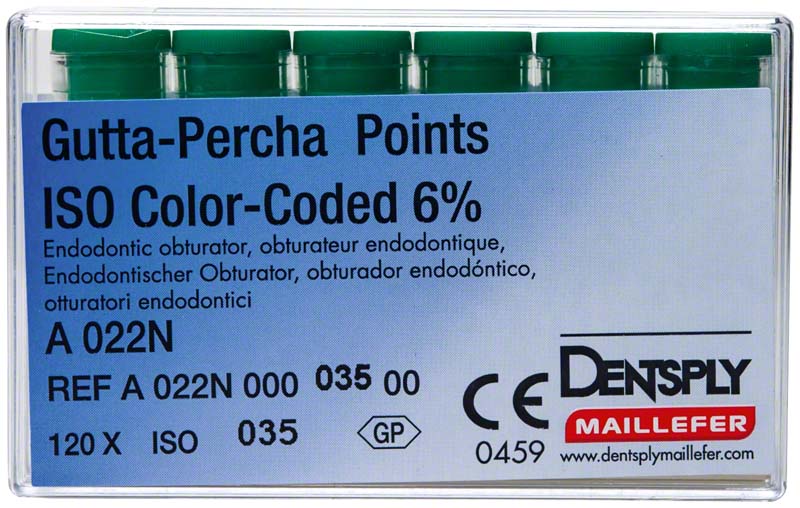 Gutta-Percha Points
ISO Color-Coded 6%
Endodontic obturator, obturateur endodontique,
Endodontischer Obturator, obturador endodóntico,
otturatori endodontici
A 022N
REF A 022N 000 035 00
120 X ISO 035 GP
CE
0459
DENTSPLY
MAILLEFER
www.dentsplymaillefer.com